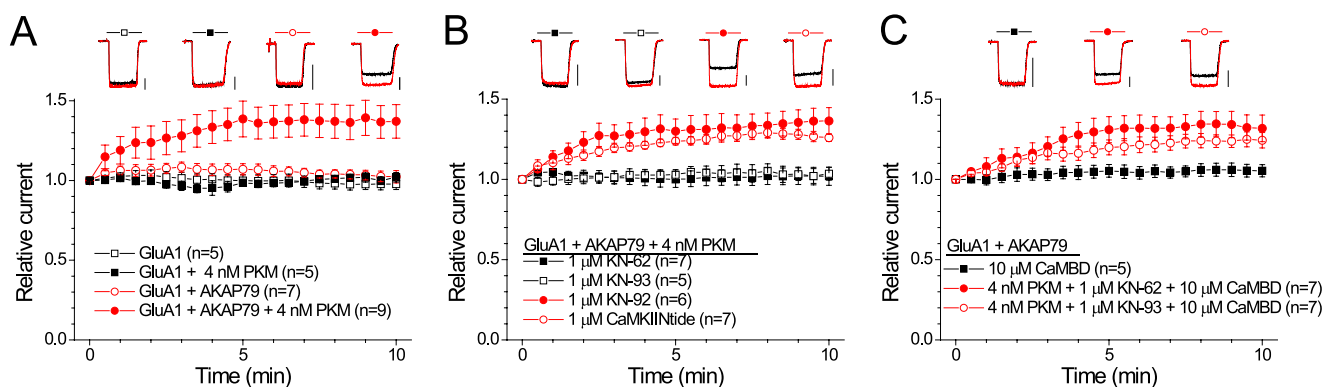 A
1.5
1.0
0.5
0.0
Relative current
GluA1 (n=5)
GluA1 + 4 nM PKM (n=5)
GluA1 + AKAP79 (n=7)
GluA1 + AKAP79 + 4 nM PKM (n=9)
0 5 10
Time (min)
B
1.5
1.0
0.5
0.0
Relative current
GluA1 + AKAP79 + 4 nM PKM
1 μM KN-62 (n=7)
1 μM KN-93 (n=5)
1 μM KN-92 (n=6)
1 μM CaMKIINtide (n=7)
0 5 10
Time (min)
C
1.5
1.0
0.5
0.0
Relative current
GluA1 + AKAP79
10 μM CaMBD (n=5)
4 nM PKM + 1 μM KN-62 + 10 μM CaMBD (n=7)
4 nM PKM + 1 μM KN-93 + 10 μM CaMBD (n=7)
0 5 10
Time (min)